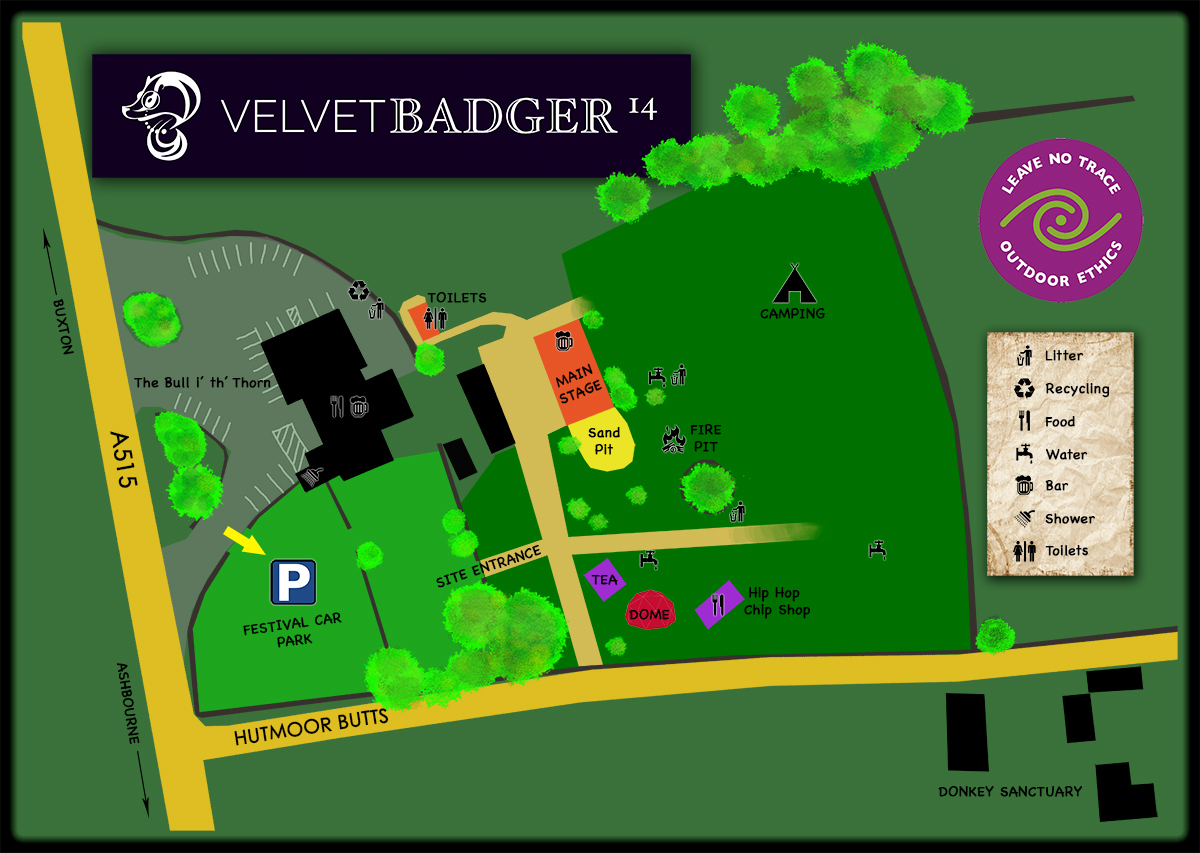 VELVETBADGER 14
LEAVE NO TRACE
OUTDOOR ETHICS
BUXTON
TOILETS
CAMPING
The Bull i' th' Thorn
MAIN
STAGE
Sand
Pit
FIRE
PIT
A515
SITE ENTRANCE
TEA
DOME
Hip Hop
Chip Shop
P
FESTIVAL CAR
PARK
ASHBOURNE
HUTMOOR BUTTS
DONKEY SANCTUARY
Litter
Recycling
Food
Water
Bar
Shower
Toilets